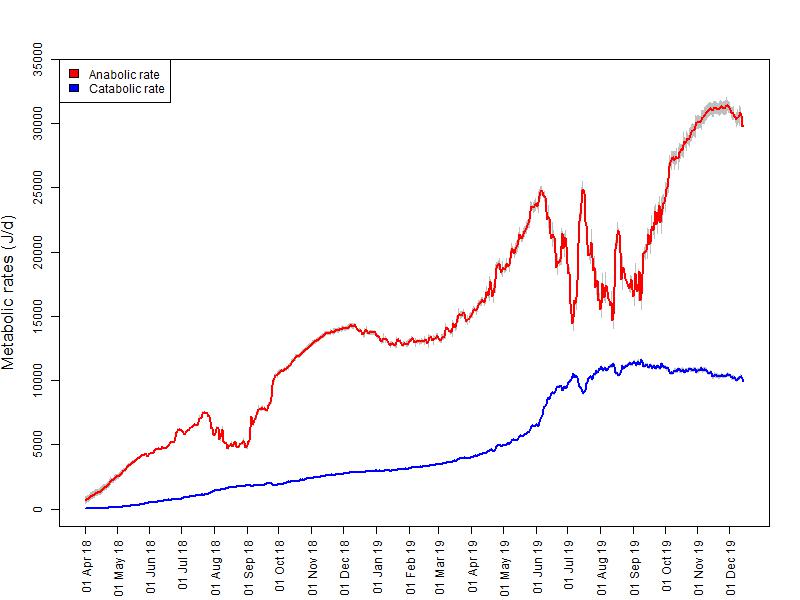 Anabolic rate
Catabolic rate
Metabolic rates (J/d)
35000
30000
25000
20000
15000
10000
5000
0
01 Apr 18
01 May 18
01 Jun 18
01 Jul 18
01 Aug 18
01 Sep 18
01 Oct 18
01 Nov 18
01 Dec 18
01 Jan 19
01 Feb 19
01 Mar 19
01 Apr 19
01 May 19
01 Jun 19
01 Jul 19
01 Aug 19
01 Sep 19
01 Oct 19
01 Nov 19
01 Dec 19